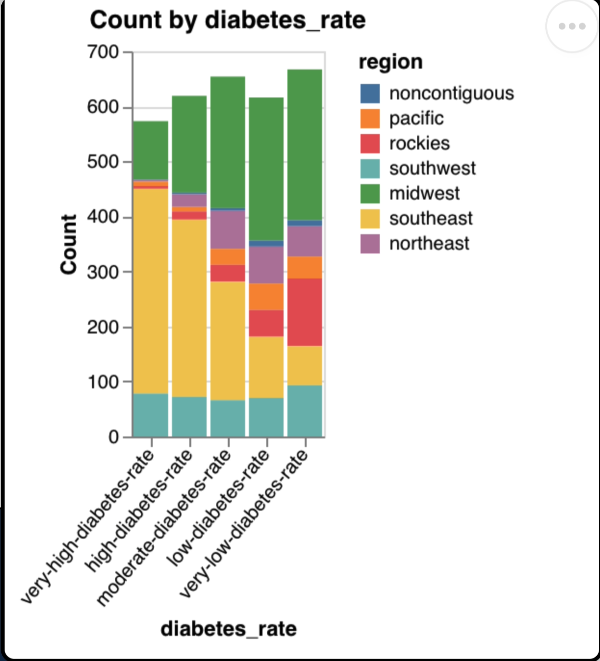 Count by diabetes_rate
700
600
500
400
300
200
100
0
Count
very-high-diabetes-rate
high-diabetes-rate
moderate-diabetes-rate
low-diabetes-rate
very-low-diabetes-rate
diabetes_rate
region
noncontiguous
pacific
rockies
southwest
midwest
southeast
northeast